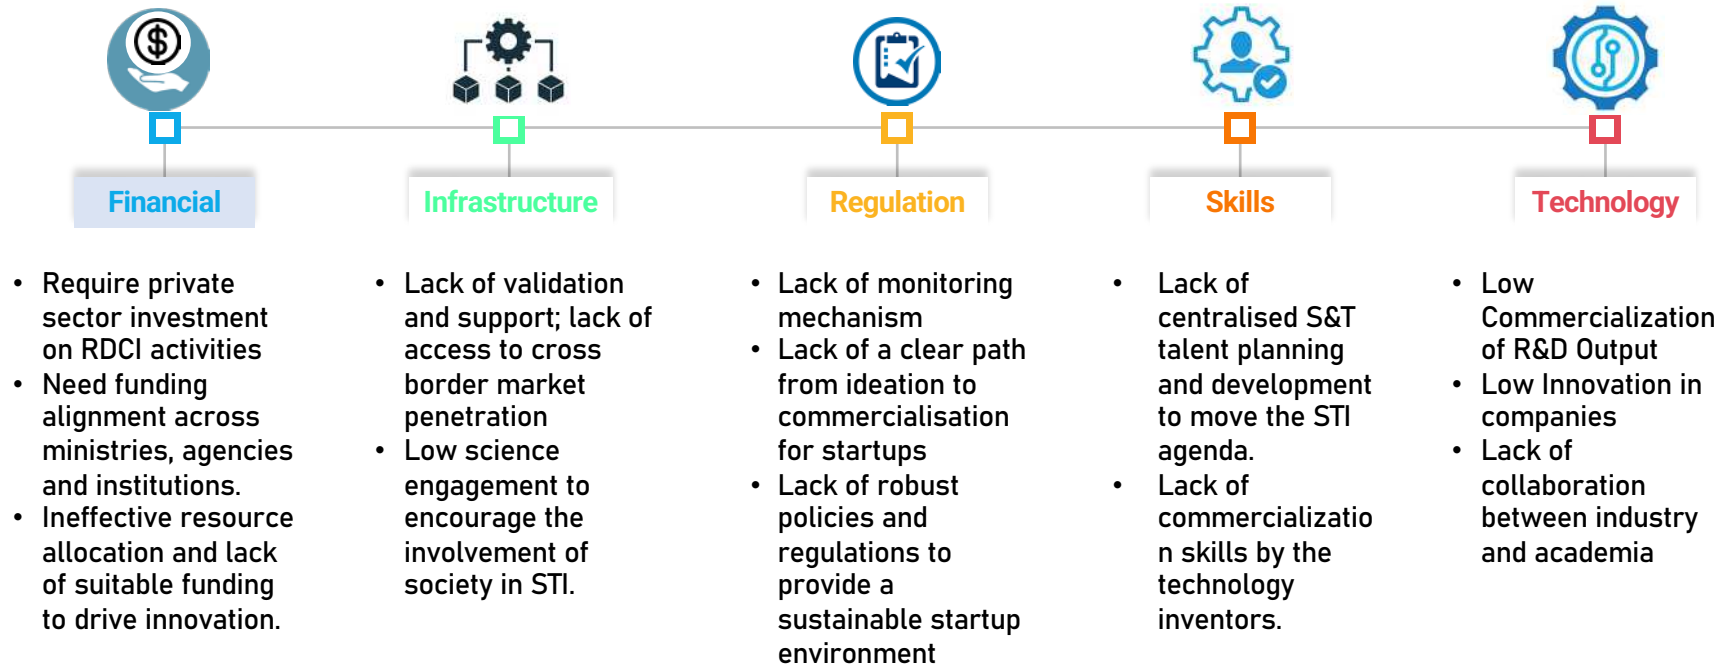 $
Financial
Infrastructure
Regulation
Skills
Technology
• Require private
sector investment
on RDCI activities
• Need funding
alignment across
ministries, agencies
and institutions.
• Ineffective resource
allocation and lack
of suitable funding
to drive innovation.
• Lack of validation
and support; lack of
access to cross
border market
penetration
• Low science
engagement to
encourage the
involvement of
society in STI.
• Lack of monitoring
mechanism
• Lack of a clear path
from ideation to
commercialisation
for startups
• Lack of robust
policies and
regulations to
provide a
sustainable startup
environment
• Lack of
centralised S&T
talent planning
and development
to move the STI
agenda.
• Lack of
commercializatio
n skills by the
technology
inventors.
• Low
Commercialization
of R&D Output
• Low Innovation in
companies
• Lack of
collaboration
between industry
and academia